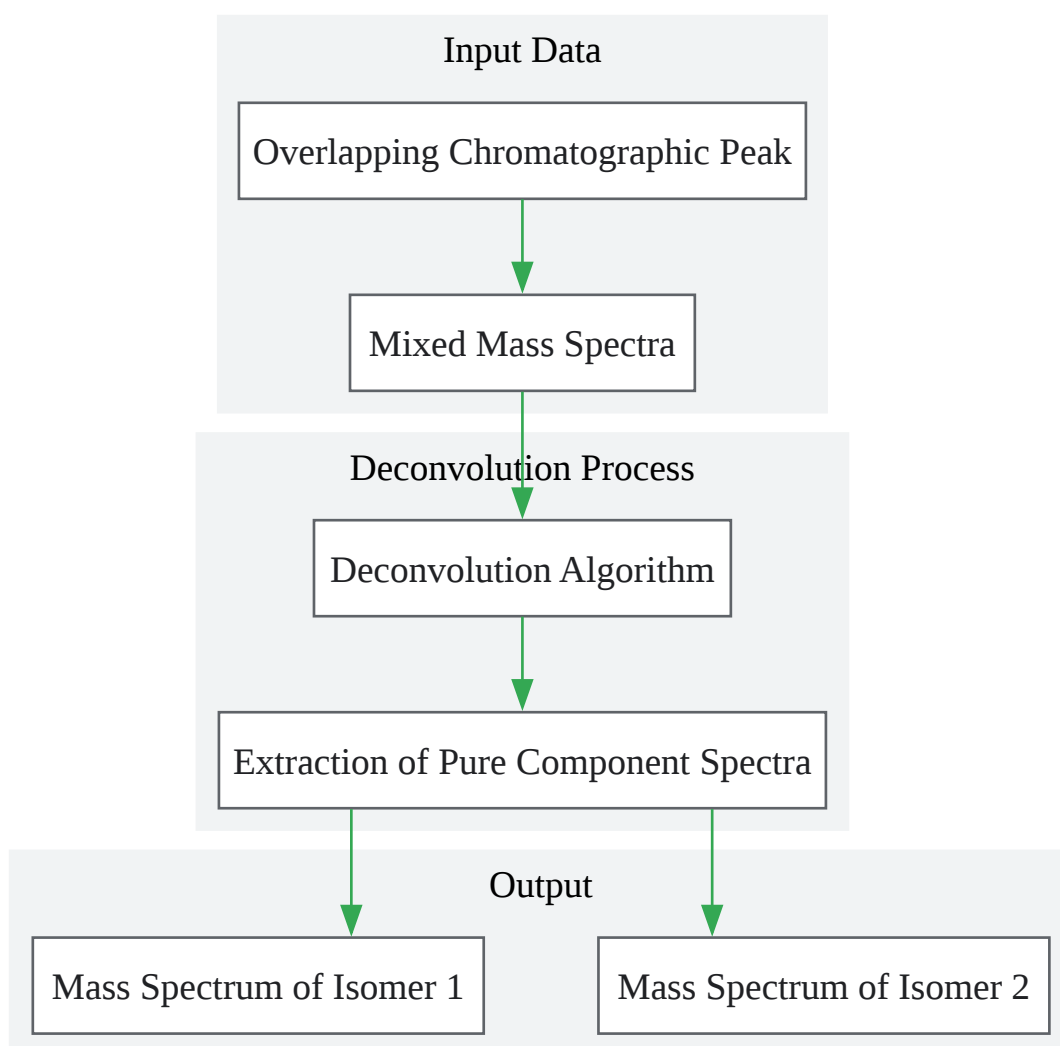 Input Data
Overlapping Chromatographic Peak
Mixed Mass Spectra
Deconvolution Process
Deconvolution Algorithm
Extraction of Pure Component Spectra
Output
Mass Spectrum of Isomer 1
Mass Spectrum of Isomer 2